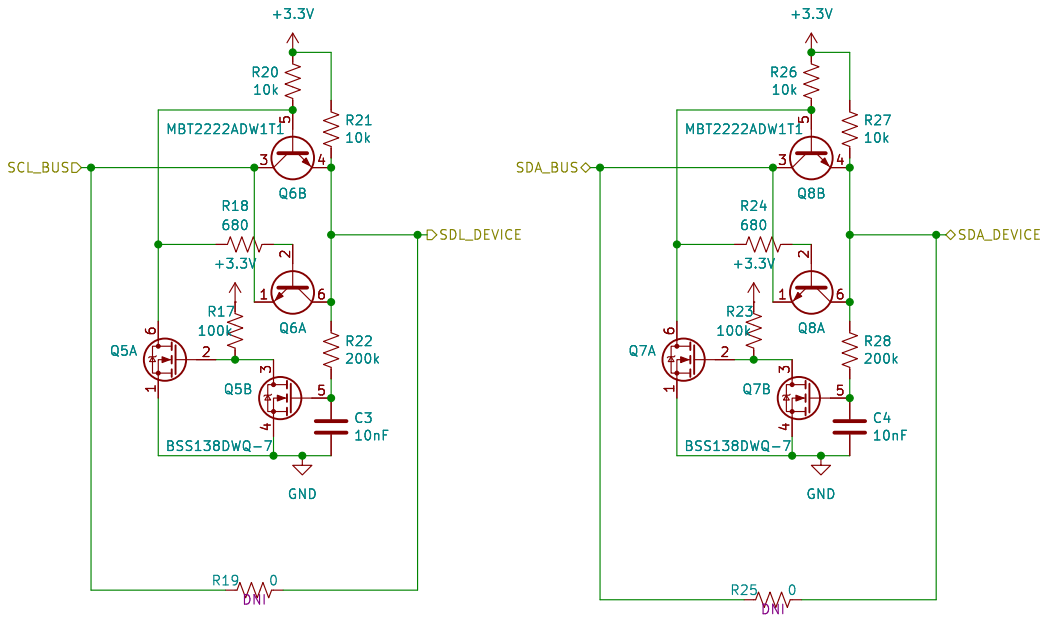 +3.3V
R20
10k
5
R21
10k
MBT2222ADW1T1
SCL_BUS
3
4
Q6B
R18
680
SDL_DEVICE
2
+3.3V
1
6
R17
100k
Q6A
6
Q5A
2
R22
200k
1
Q5B
3
5
4
C3
10nF
BSS138DWQ-7
GND
R19
0
DNI
+3.3V
R26
10k
5
R27
10k
MBT2222ADW1T1
SDA_BUS
3
4
Q8B
R24
680
SDA_DEVICE
2
+3.3V
1
6
R23
100k
Q8A
6
Q7A
2
R28
200k
1
Q7B
3
5
4
C4
10nF
BSS138DWQ-7
GND
R25
0
DNI